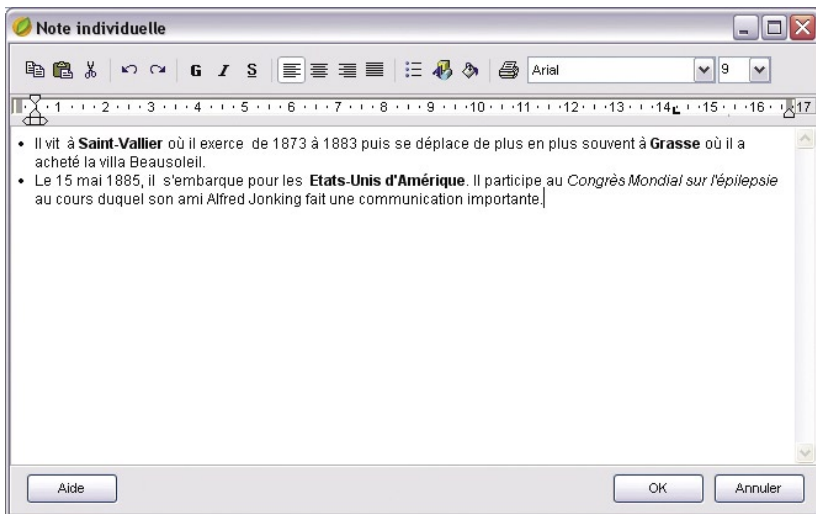 Note individuelle
G I S Arial 9
1 2 3 4 5 6 7 8 9 10 11 12 13 14 15 16 17
• Il vit à Saint-Vallier où il exerce de 1873 à 1883 puis se déplace de plus en plus souvent à Grasse où il a
acheté la villa Beausoleil.
• Le 15 mai 1885, il s'embarque pour les Etats-Unis d'Amérique. Il participe au Congrès Mondial sur l'épilepsie
au cours duquel son ami Alfred Jonking fait une communication importante.
Aide OK Annuler